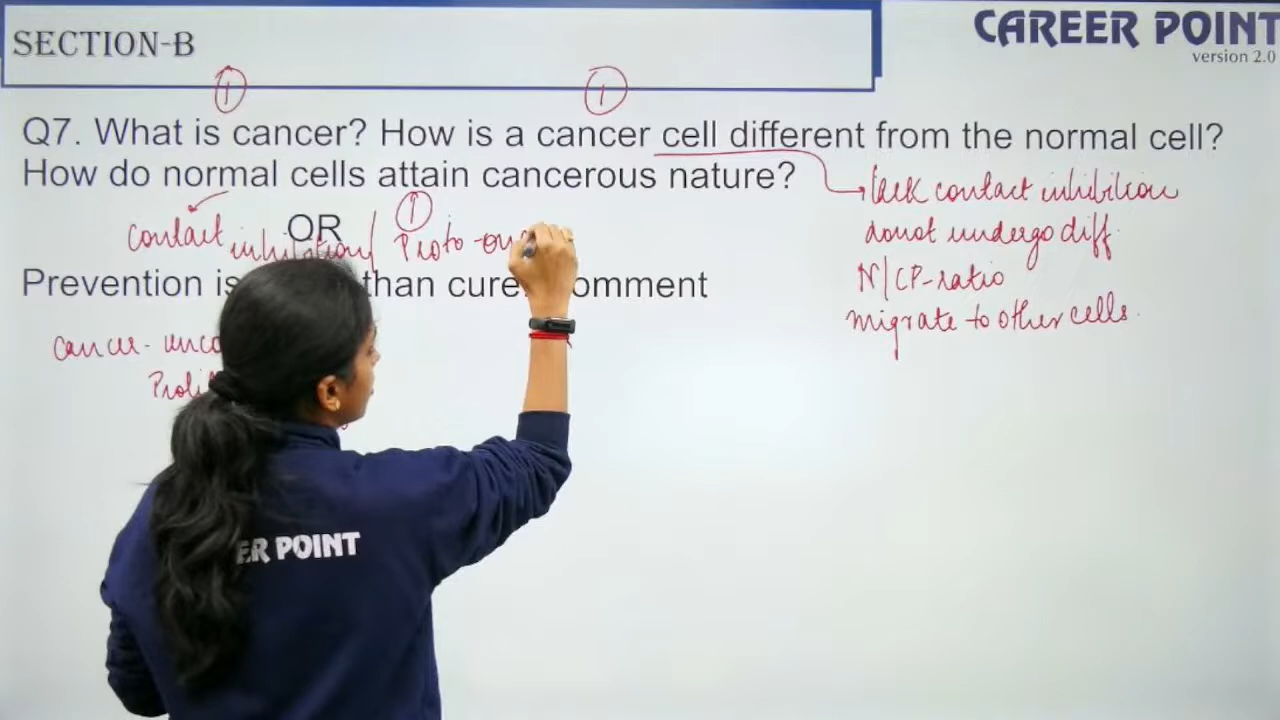 SECTION-B
CAREER POINT
version 2.0
1
1
Q7. What is cancer? How is a cancer cell different from the normal cell?
How do normal cells attain cancerous nature?
lack contact inhibition
donot undergo diff.
N/CP-ratio
migrate to other cells.
1
OR
contact inhibition/ Proto-
Prevention is than cure. omment
cancer-
ER POINT